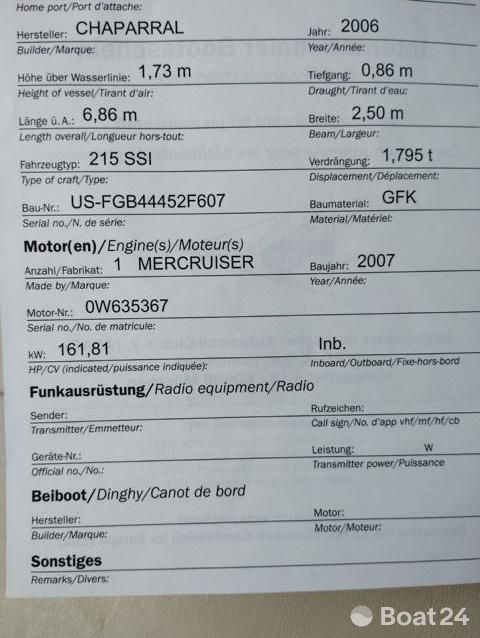 Home port/Port d'attache:
Hersteller: CHAPARRAL Jahr: 2006
Builder/Marque: Year/Année:
Höhe über Wasserlinie: 1,73 m Tiefgang: 0,86 m
Height of vessel/Tirant d'air: Draught/Tirant d'eau:
Länge ü.A.: 6,86 m Breite: 2,50 m
Length overall/Longueur hors-tout: Beam/Largeur:
Fahrzeugtyp: 215 SSI Verdrängung: 1,795 t
Type of craft/Type: Displacement/Déplacement:
Bau-Nr.: US-FGB44452F607 Baumaterial: GFK
Serial no./N. de série: Material/Matériel:
Motor(en)/Engine(s)/Moteur(s)
Anzahl/Fabrikat: 1 MERCRUISER Baujahr: 2007
Made by/Marque: Year/Année:
Motor-Nr.: 0W635367
Serial no./No. de matricule:
kW: 161,81 Inb.
HP/CV (indicated/puissance indiquée): Inboard/Outboard/Fixe-hors-bord
Funkausrüstung/Radio equipment/Radio
Sender: Rufzeichen:
Transmitter/Emmetteur: Call sign/No. d'app vhf/mf/hf/cb
Geräte-Nr.: Leistung: W
Official no./No.: Transmitter power/Puissance
Beiboot/Dinghy/Canot de bord
Hersteller: Motor:
Builder/Marque: Motor/Moteur:
Sonstiges
Remarks/Divers:
Boat24